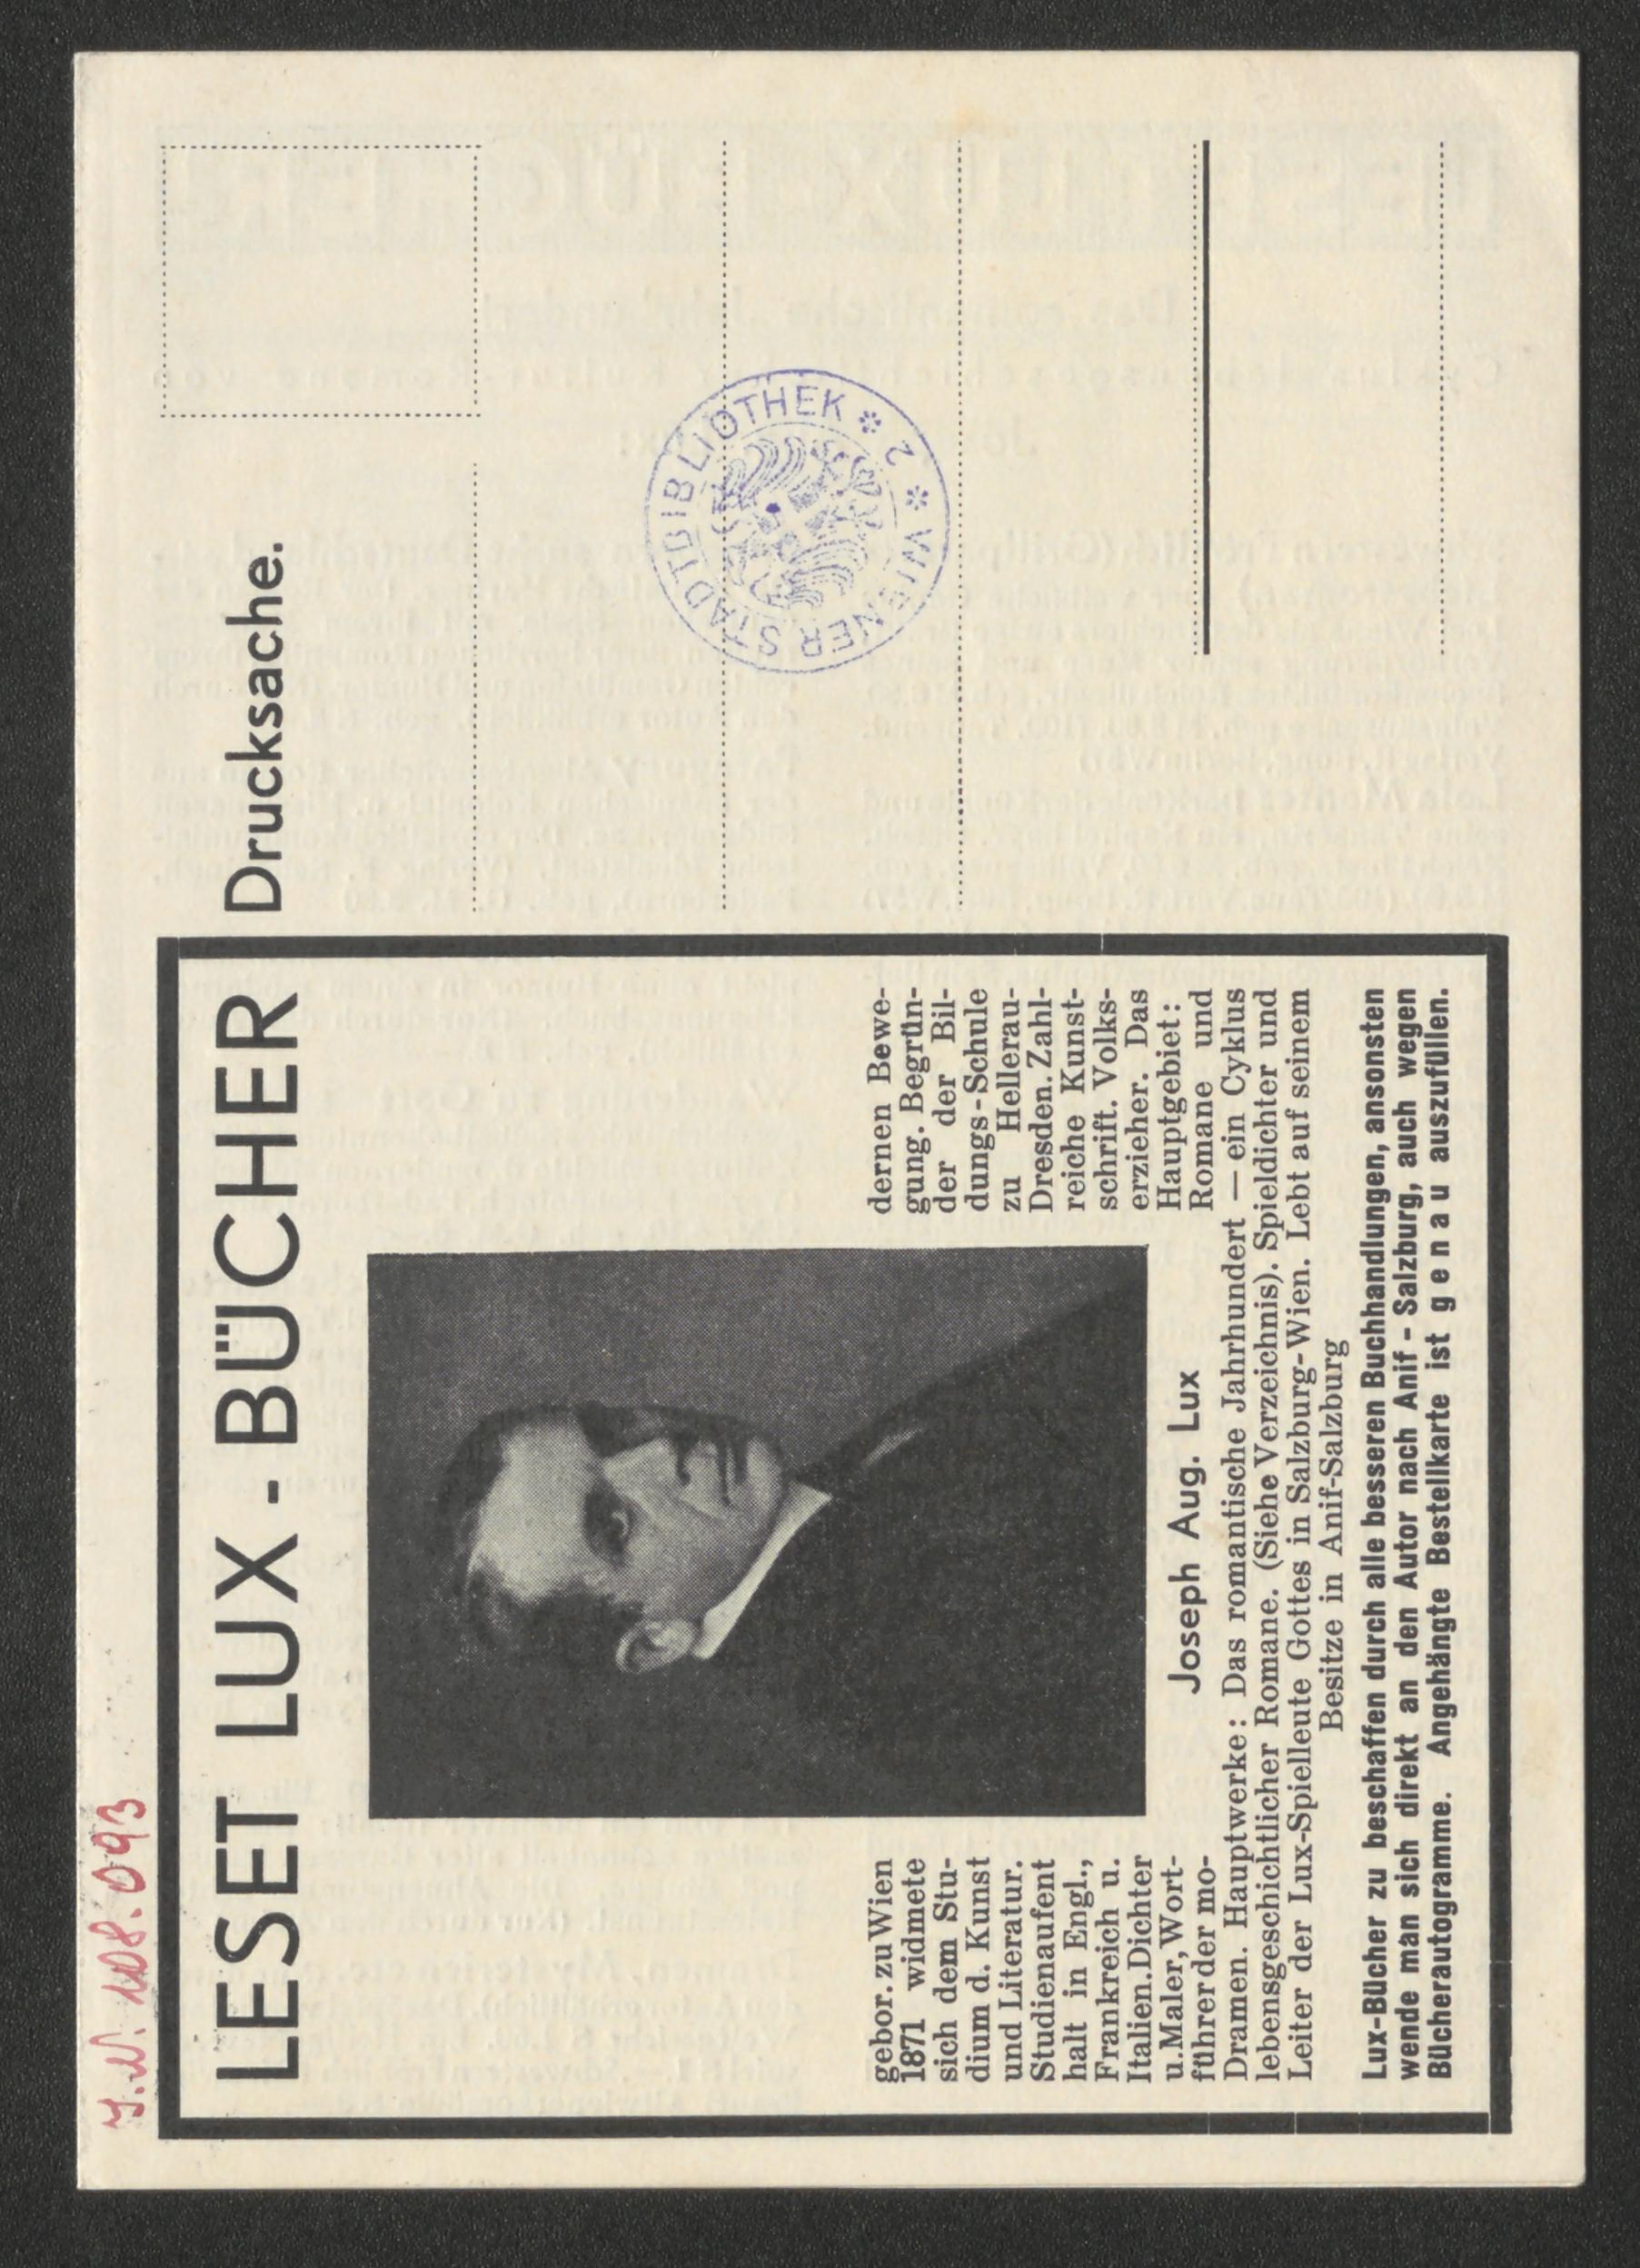 J.N. 108.093
LESET LUX - BÜCHER
gebor. zu Wien
1871 widmete
sich dem Stu-
dium d. Kunst
und Literatur.
Studienaufent
halt in Engl.,
Frankreich u.
Italien. Dichter
u. Maler, Wort-
führer der mo-
dernen Bewe-
gung. Begrün-
der der Bil-
dungs-Schule
zu Hellerau-
Dresden. Zahl-
reiche Kunst-
schrift. Volks-
erzieher. Das
Hauptgebiet:
Romane und
Joseph Aug. Lux
Dramen. Hauptwerke: Das romantische Jahrhundert — ein Cyklus
lebensgeschichtlicher Romane. (Siehe Verzeichnis). Spieldichter und
Leiter der Lux-Spielleute Gottes in Salzburg-Wien. Lebt auf seinem
Besitze in Anif-Salzburg
Lux-Bücher zu beschaffen durch alle besseren Buchhandlungen, ansonsten
wende man sich direkt an den Autor nach Anif - Salzburg, auch wegen
Bücherautogramme. Angehängte Bestellkarte ist genau auszufüllen.
Drucksache.
WIENER STADTBIBLIOTHEK * 2 *